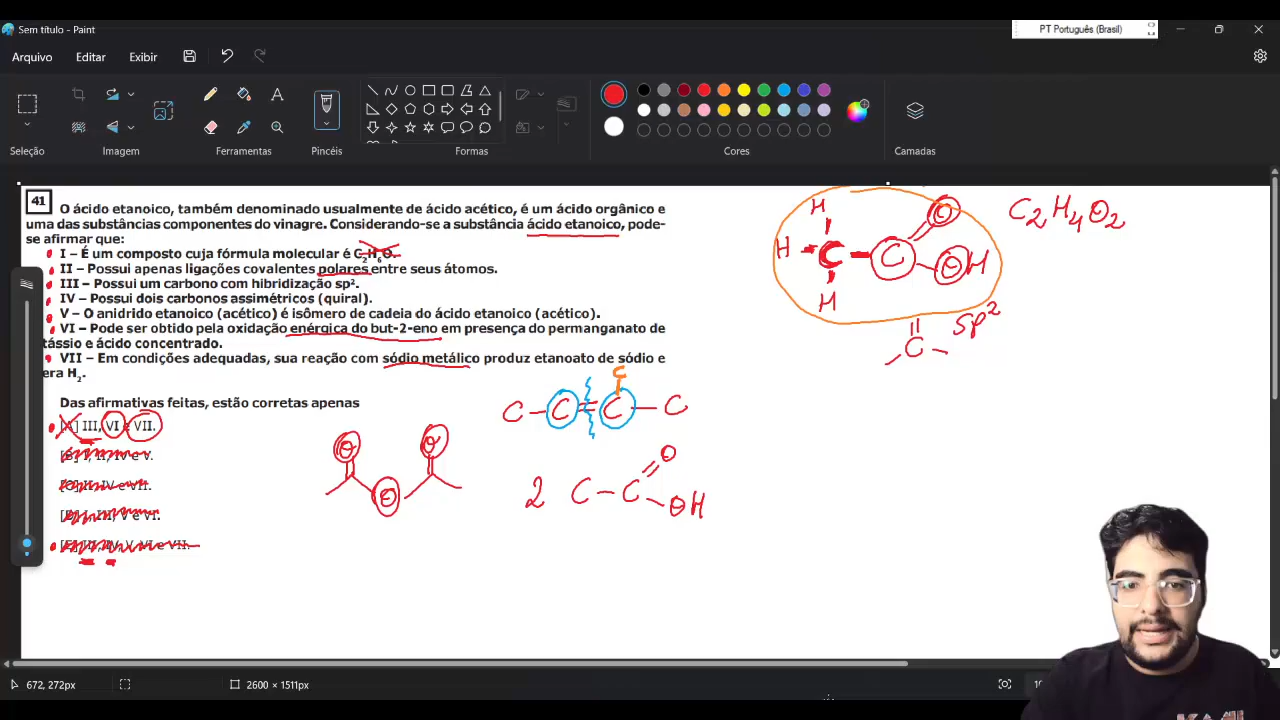 Sem título - Paint
PT Português (Brasil)
Arquivo Editar Exibir
Seleção Imagem Ferramentas Pincéis Formas Cores Camadas
41
O ácido etanoico, também denominado usualmente de ácido acético, é um ácido orgânico e
uma das substâncias componentes do vinagre. Considerando-se a substância ácido etanoico, pode-
se afirmar que:
I – É um composto cuja fórmula molecular é C2H6O.
II – Possui apenas ligações covalentes polares entre seus átomos.
III – Possui um carbono com hibridização sp².
IV – Possui dois carbonos assimétricos (quiral).
V – O anidrido etanoico (acético) é isômero de cadeia do ácido etanoico (acético).
VI – Pode ser obtido pela oxidação enérgica do but-2-eno em presença do permanganato de
tássio e ácido concentrado.
VII – Em condições adequadas, sua reação com sódio metálico produz etanoato de sódio e
era H2.
Das afirmativas feitas, estão corretas apenas
[A] III, VI e VII.
H O C2H4O2
H C C OH
H
sp²
C
C
C C C C
O O
O
2 C C O
OH
672, 272px
2600 × 1511px